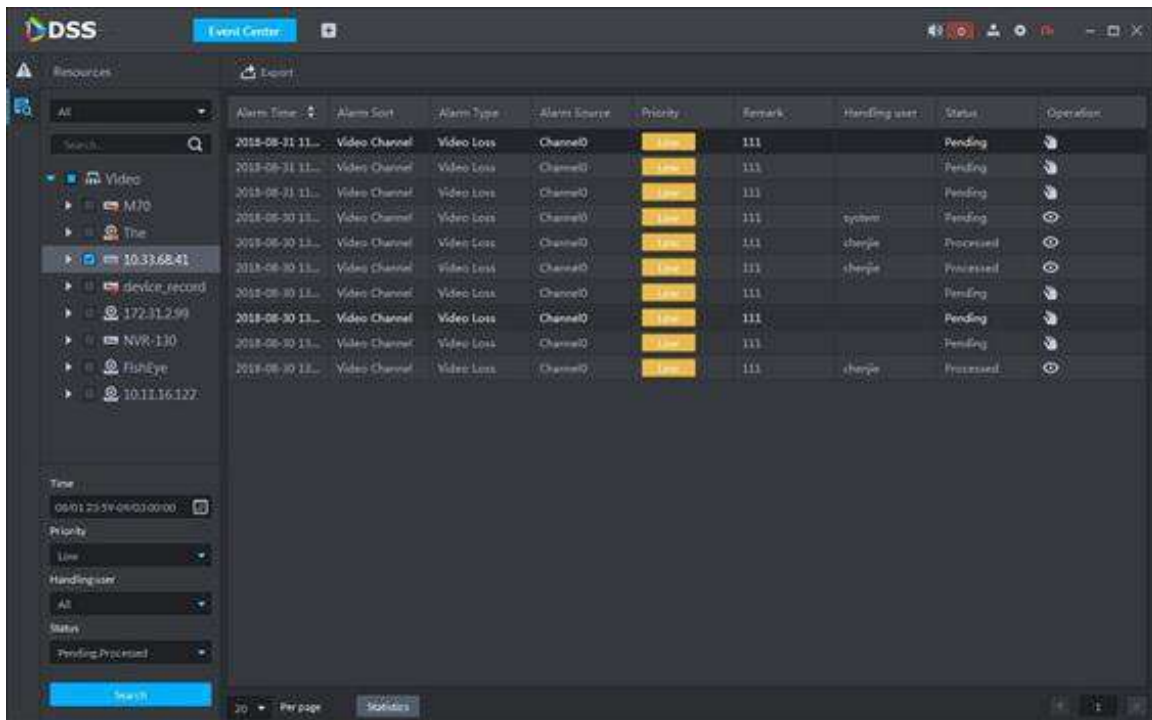 DSS Event Center 0
Resources Export
All
Search...
Alarm Time Alarm Sort Alarm Type Alarm Source Priority Remark Handling user Status Operation
2018-08-31 11... Video Channel Video Loss Channel0 Low 111 Pending
2018-08-31 11... Video Channel Video Loss Channel0 Low 111 Pending
2018-08-31 11... Video Channel Video Loss Channel0 Low 111 Pending
2018-08-30 13... Video Channel Video Loss Channel0 Low 111 system Pending
2018-08-30 13... Video Channel Video Loss Channel0 Low 111 chenjie Processed
2018-08-30 13... Video Channel Video Loss Channel0 Low 111 chenjie Processed
2018-08-30 13... Video Channel Video Loss Channel0 Low 111 Pending
2018-08-30 13... Video Channel Video Loss Channel0 Low 111 Pending
2018-08-30 13... Video Channel Video Loss Channel0 Low 111 Pending
2018-08-30 13... Video Channel Video Loss Channel0 Low 111 chenjie Processed
Video
M70
The
10.33.68.41
device_record
172.31.2.99
NVR-130
FishEye
10.11.16.127
Time
Priority
Low
Handling user
All
Status
Pending,Processed
Search
20 Per page Statistics 1